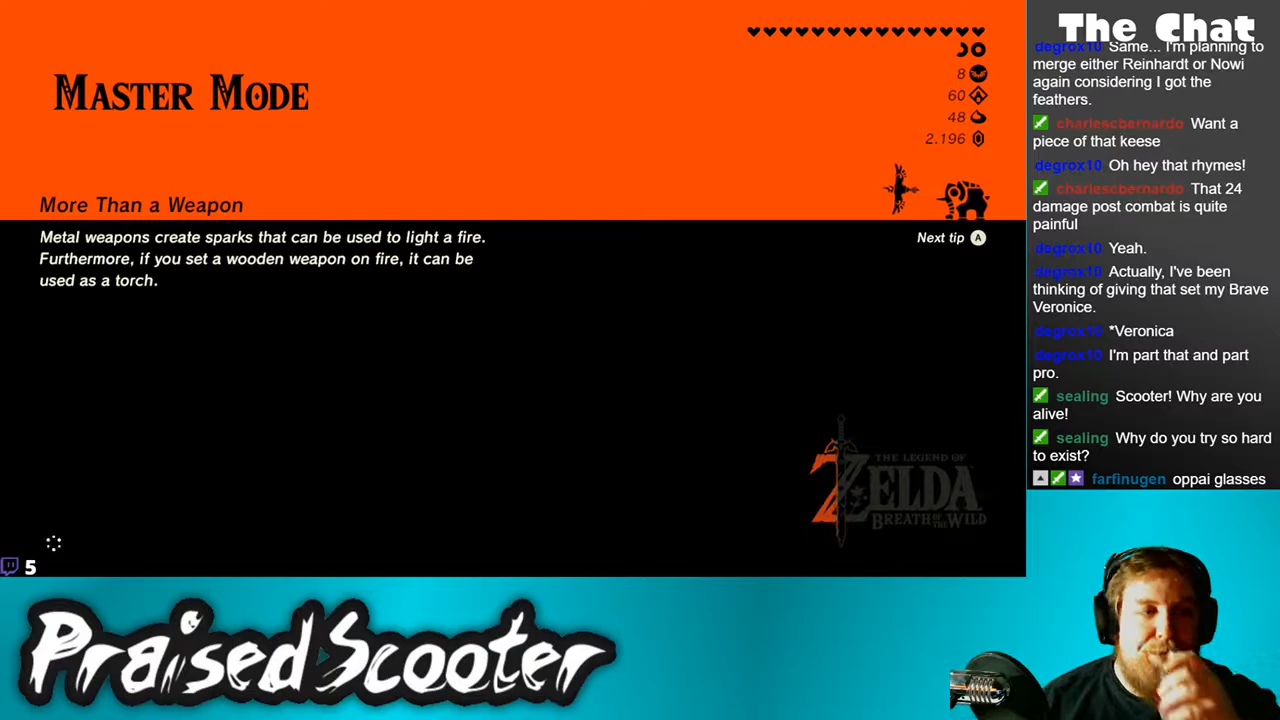 Master Mode
8
60
48
2.196
More Than a Weapon
Metal weapons create sparks that can be used to light a fire.
Furthermore, if you set a wooden weapon on fire, it can be
used as a torch.
Next tip A
THE LEGEND OF
ZELDA
BREATH OF THE WILD
5
PraisedScooter
The Chat
degrox10 Same... I'm planning to
merge either Reinhardt or Nowi
again considering I got the
feathers.
charlescbernardo Want a
piece of that keese
degrox10 Oh hey that rhymes!
charlescbernardo That 24
damage post combat is quite
painful
degrox10 Yeah.
degrox10 Actually, I've been
thinking of giving that set my Brave
Veronice.
degrox10 *Veronica
degrox10 I'm part that and part
pro.
sealing Scooter! Why are you
alive!
sealing Why do you try so hard
to exist?
farfinugen oppai glasses